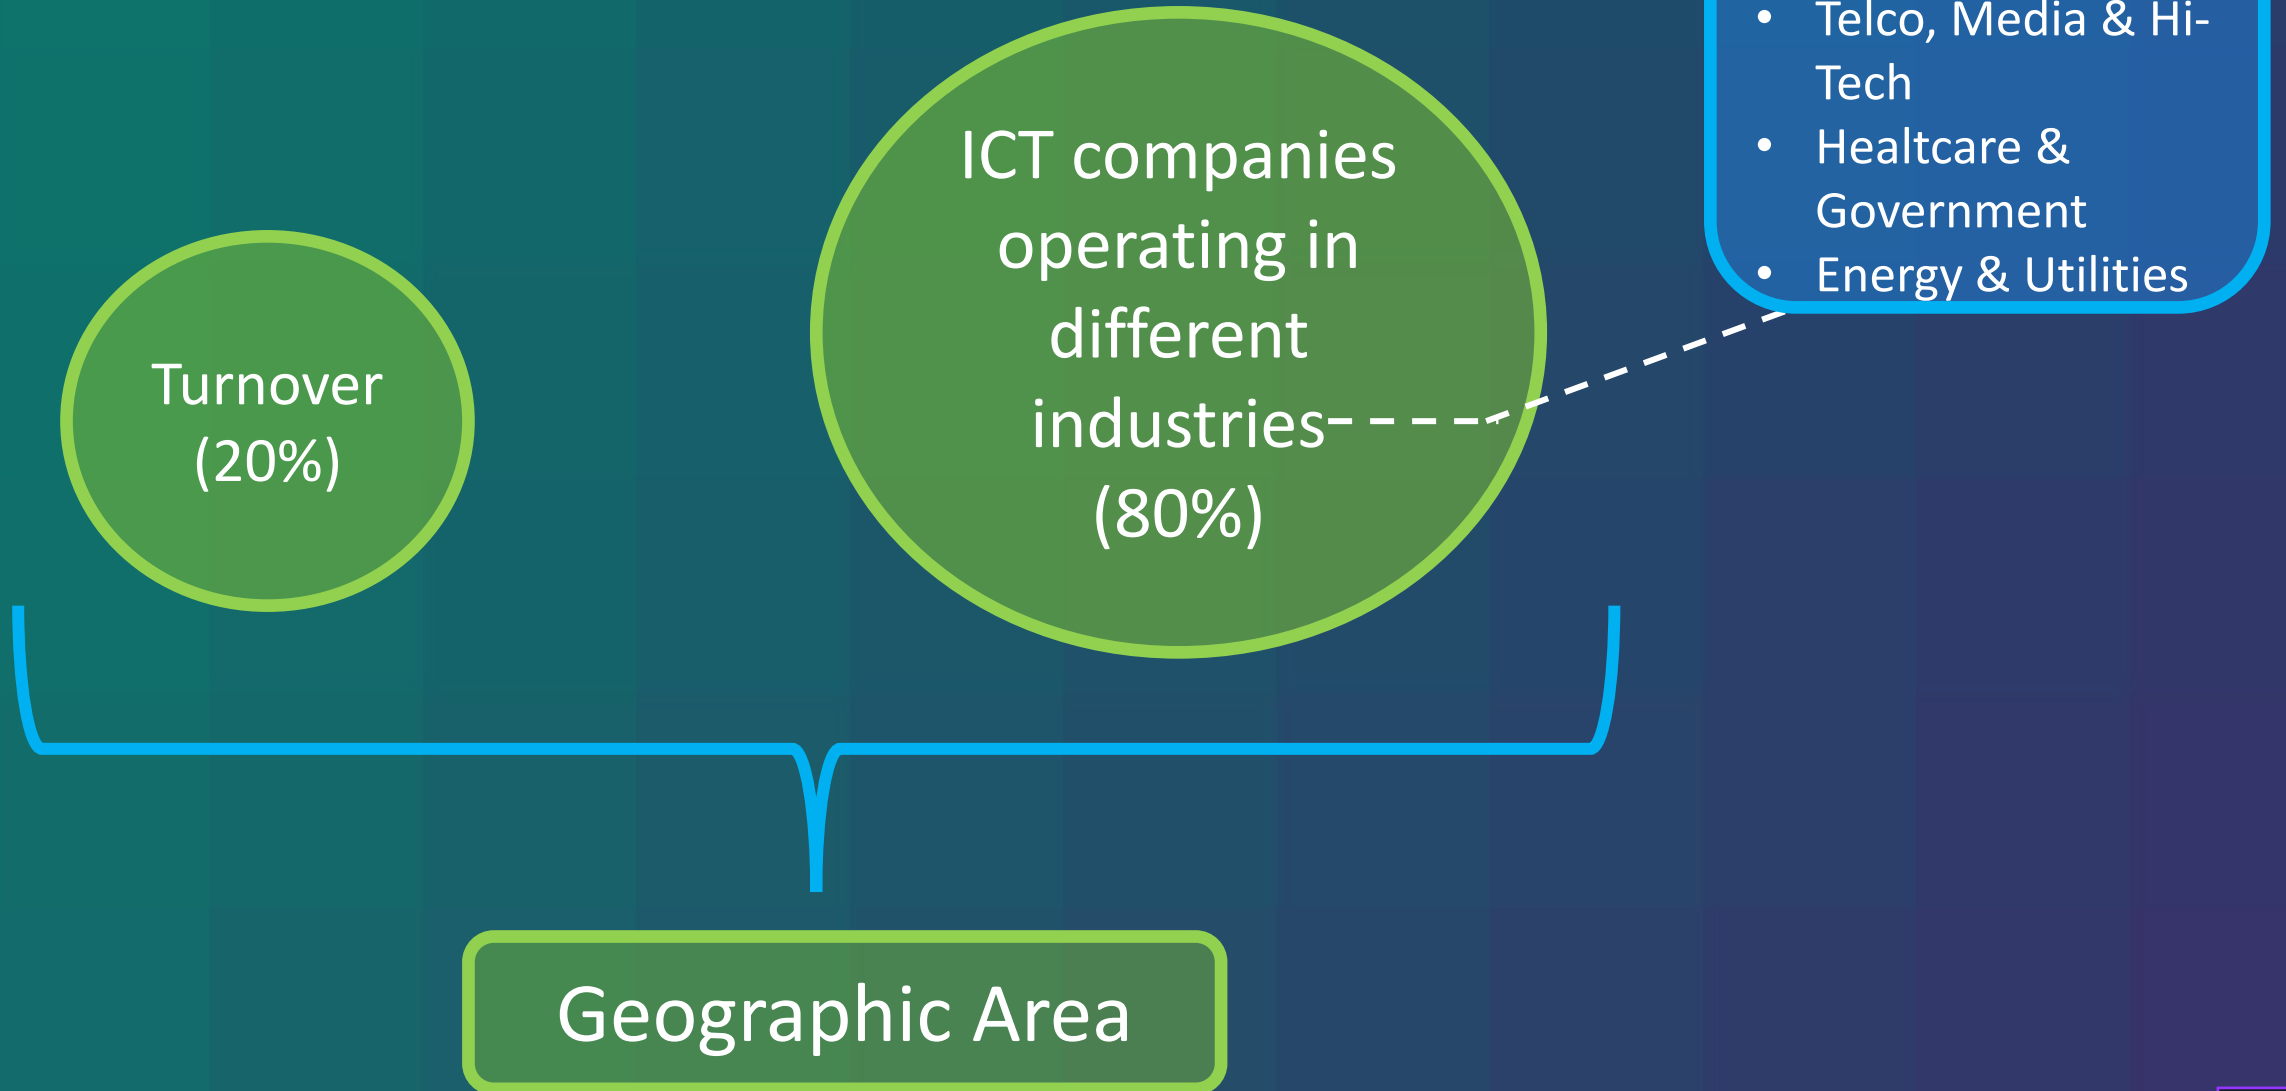 • Telco, Media & Hi-
Tech
• Healtcare &
Government
• Energy & Utilities
ICT companies
operating in
different
industries
(80%)
Turnover
(20%)
Geographic Area